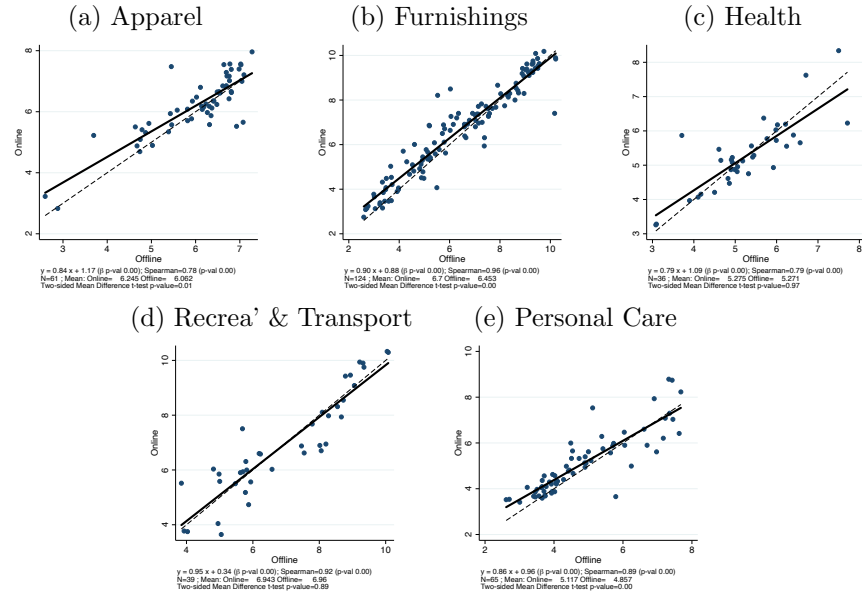 (a) Apparel
(b) Furnishings
(c) Health
8
6
4
2
Online
3 4 5 6 7
Offline
y = 0.84 x + 1.17 (β p-val 0.00); Spearman=0.78 (p-val 0.00)
N=61 ; Mean: Online= 6.245 Offline= 6.062
Two-sided Mean Difference t-test p-value=0.01
10
8
6
4
2
Online
2 4 6 8 10
Offline
y = 0.90 x + 0.88 (β p-val 0.00); Spearman=0.96 (p-val 0.00)
N=124 ; Mean: Online= 6.7 Offline= 6.453
Two-sided Mean Difference t-test p-value=0.00
8
7
6
5
4
3
Online
3 4 5 6 7 8
Offline
y = 0.79 x + 1.09 (β p-val 0.00); Spearman=0.79 (p-val 0.00)
N=36 ; Mean: Online= 5.275 Offline= 5.271
Two-sided Mean Difference t-test p-value=0.97
(d) Recrea' & Transport
(e) Personal Care
10
8
6
4
Online
4 6 8 10
Offline
y = 0.95 x + 0.34 (β p-val 0.00); Spearman=0.92 (p-val 0.00)
N=39 ; Mean: Online= 6.943 Offline= 6.96
Two-sided Mean Difference t-test p-value=0.89
10
8
6
4
2
Online
2 4 6 8
Offline
y = 0.86 x + 0.96 (β p-val 0.00); Spearman=0.89 (p-val 0.00)
N=65 ; Mean: Online= 5.117 Offline= 4.857
Two-sided Mean Difference t-test p-value=0.00